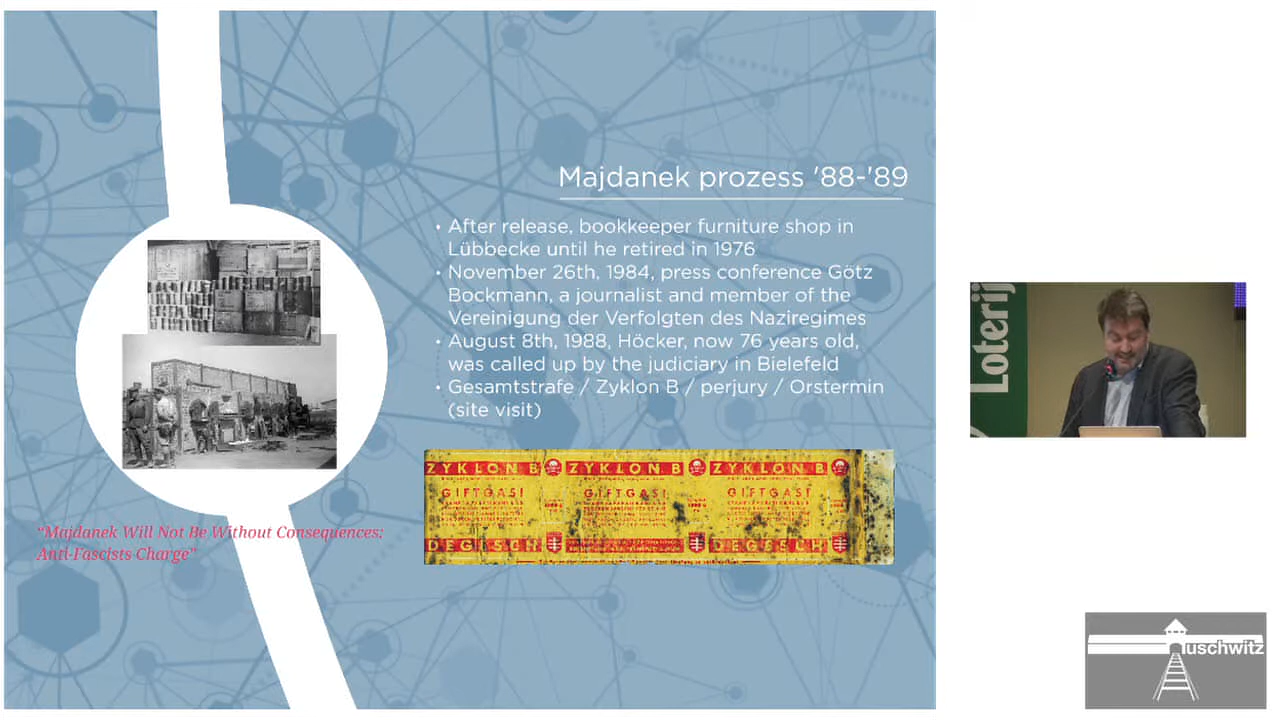 Majdanek prozess '88-'89
• After release, bookkeeper furniture shop in
Lübbecke until he retired in 1976
• November 26th, 1984, press conference Götz
Bockmann, a journalist and member of the
Vereinigung der Verfolgten des Naziregimes
• August 8th, 1988, Höcker, now 76 years old,
was called up by the judiciary in Bielefeld
• Gesamtstrafe / Zyklon B / perjury / Orstermin
(site visit)
“Majdanek Will Not Be Without Consequences;
Anti-Fascists Charge”
ZYKLON B ZYKLON B ZYKLON B
GIFTGAS! GIFTGAS! GIFTGAS!
DEGESCH DEGESCH
Loterij
uschwitz